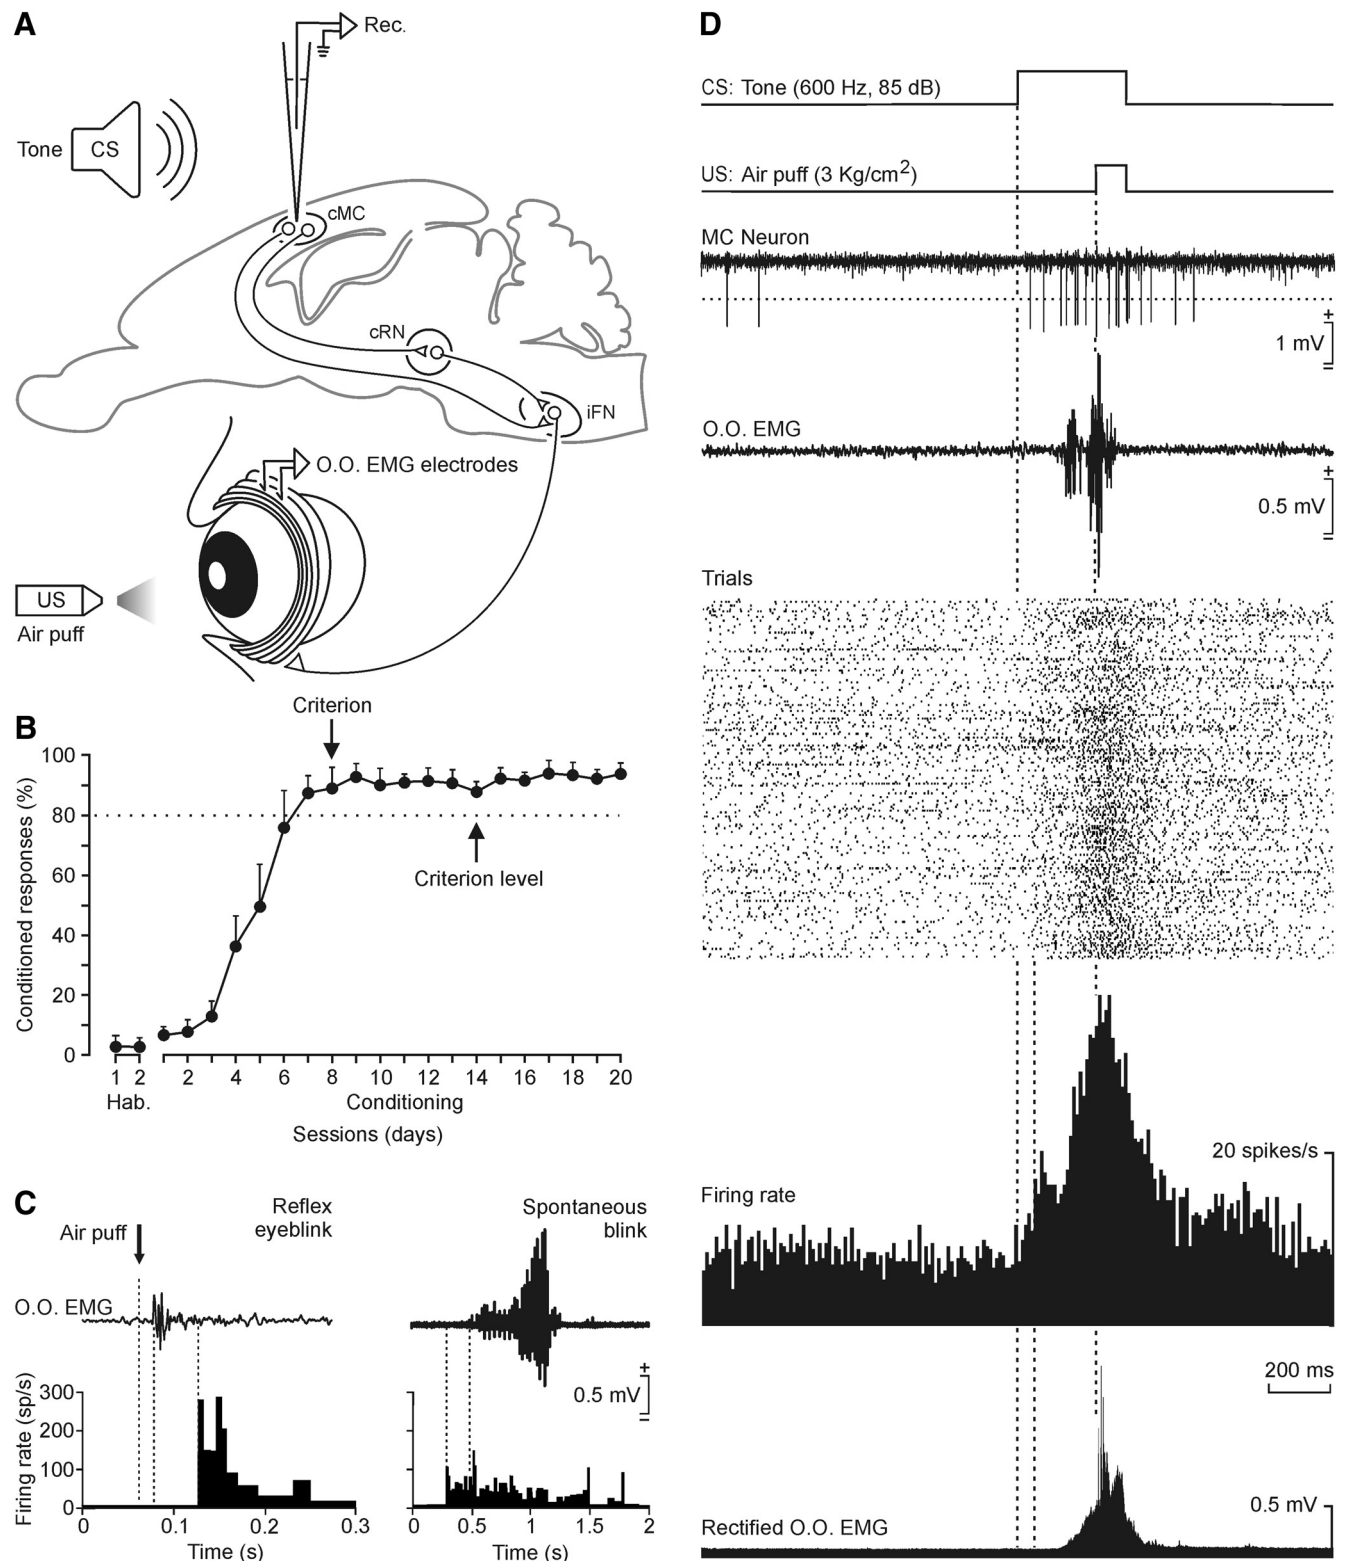 A
Rec.
Tone
CS
cMC
cRN
iFN
O.O. EMG electrodes
US
Air puff
B
Criterion
Conditioned responses (%)
100
80
60
40
20
0
Criterion level
1 2 2 4 6 8 10 12 14 16 18 20
Hab.
Conditioning
Sessions (days)
C
Air puff
Reflex
eyeblink
Spontaneous
blink
O.O. EMG
+
0.5 mV
=
Firing rate (sp/s)
300
200
100
0
0 0.1 0.2 0.3
Time (s)
0 0.5 1 1.5 2
Time (s)
D
CS: Tone (600 Hz, 85 dB)
US: Air puff (3 Kg/cm2)
MC Neuron
+
1 mV
=
O.O. EMG
+
0.5 mV
=
Trials
20 spikes/s
Firing rate
200 ms
0.5 mV
Rectified O.O. EMG